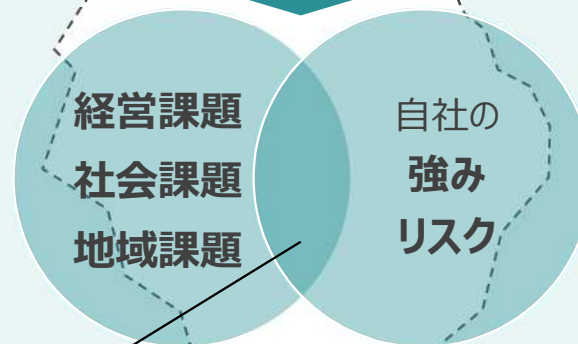 経営課題
社会課題
地域課題
自社の
強み
リスク